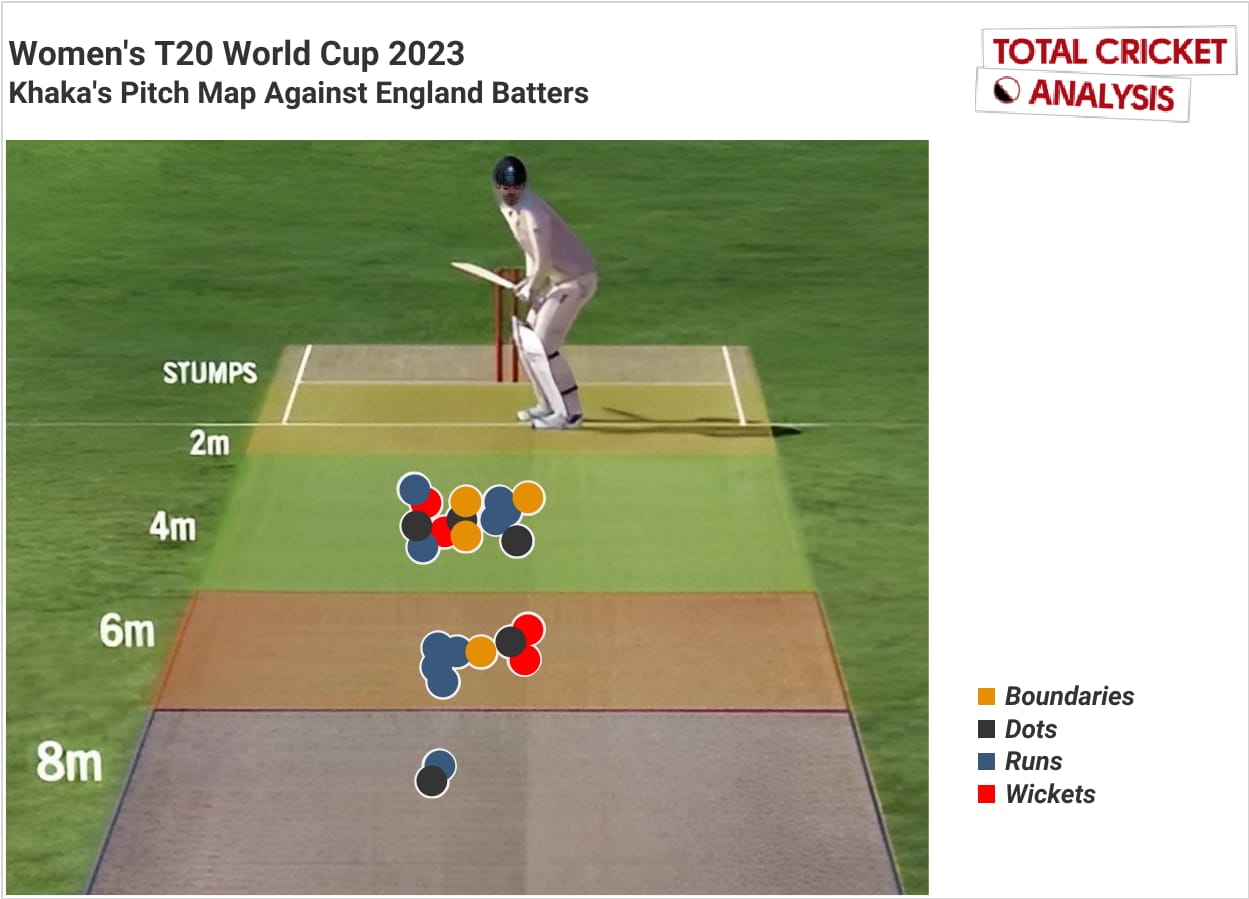 Women's T20 World Cup 2023
Khaka's Pitch Map Against England Batters
TOTAL CRICKET
ANALYSIS
STUMPS
2m
4m
6m
8m
Boundaries
Dots
Runs
Wickets